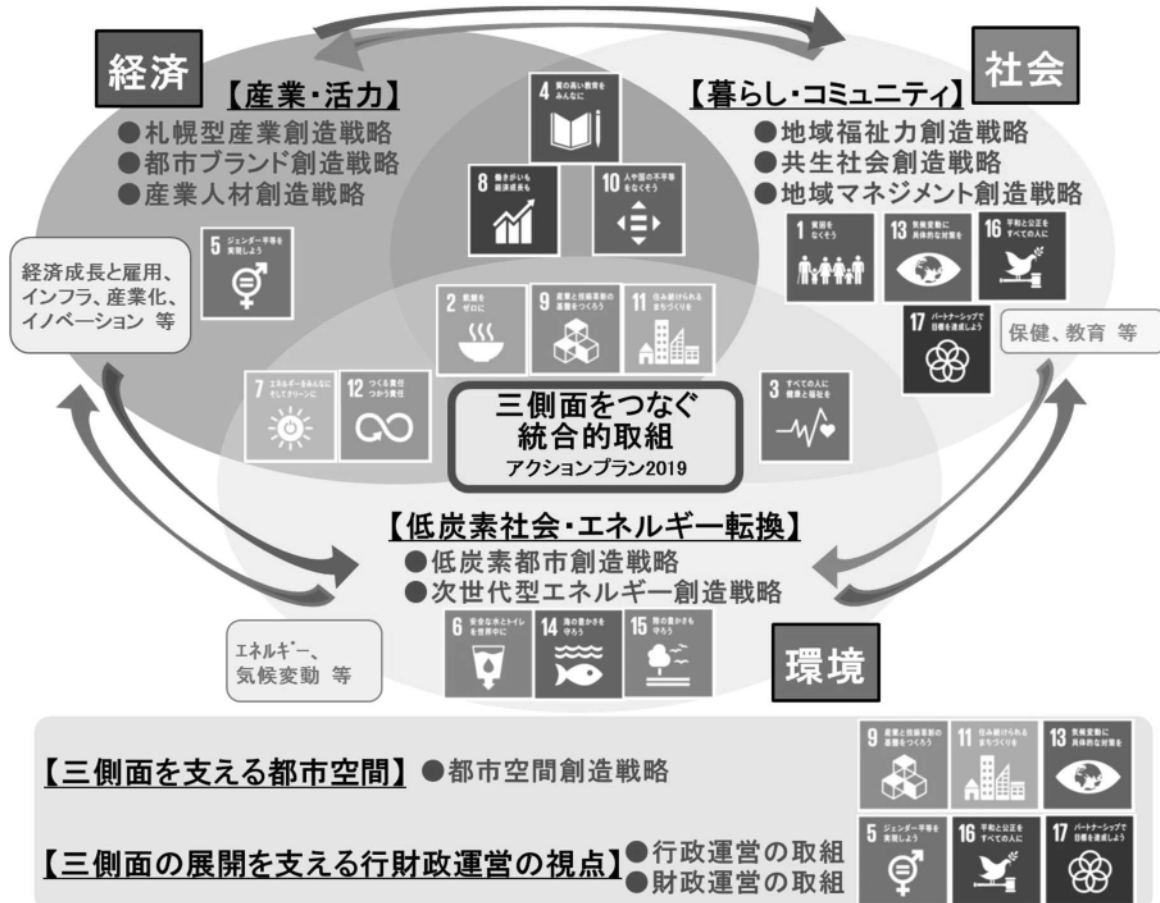 経済
社会
【産業・活力】
●札幌型産業創造戦略
●都市ブランド創造戦略
●産業人材創造戦略
【暮らし・コミュニティ】
●地域福祉力創造戦略
●共生社会創造戦略
●地域マネジメント創造戦略
4 質の高い教育を
みんなに
8 働きがいも
経済成長も
10 人や国の不平等
をなくそう
5 ジェンダー平等を
実現しよう
1 貧困を
なくそう
13 気候変動に
具体的な対策を
16 平和と公正を
すべての人に
17 パートナーシップで
目標を達成しよう
経済成長と雇用、
インフラ、産業化、
イノベーション 等
保健、教育 等
2 飢餓を
ゼロに
9 産業と技術革新の
基盤をつくろう
11 住み続けられる
まちづくりを
7 エネルギーをみんなに
そしてクリーンに
12 つくる責任
つかう責任
3 すべての人に
健康と福祉を
三側面をつなぐ
統合的取組
アクションプラン2019
【低炭素社会・エネルギー転換】
●低炭素都市創造戦略
●次世代型エネルギー創造戦略
6 安全な水とトイレ
を世界中に
14 海の豊かさを
守ろう
15 陸の豊かさも
守ろう
環境
エネルギー、
気候変動 等
【三側面を支える都市空間】 ●都市空間創造戦略
9 産業と技術革新の
基盤をつくろう
11 住み続けられる
まちづくりを
13 気候変動に
具体的な対策を
【三側面の展開を支える行財政運営の視点】
●行政運営の取組
●財政運営の取組
5 ジェンダー平等を
実現しよう
16 平和と公正を
すべての人に
17 パートナーシップで
目標を達成しよう